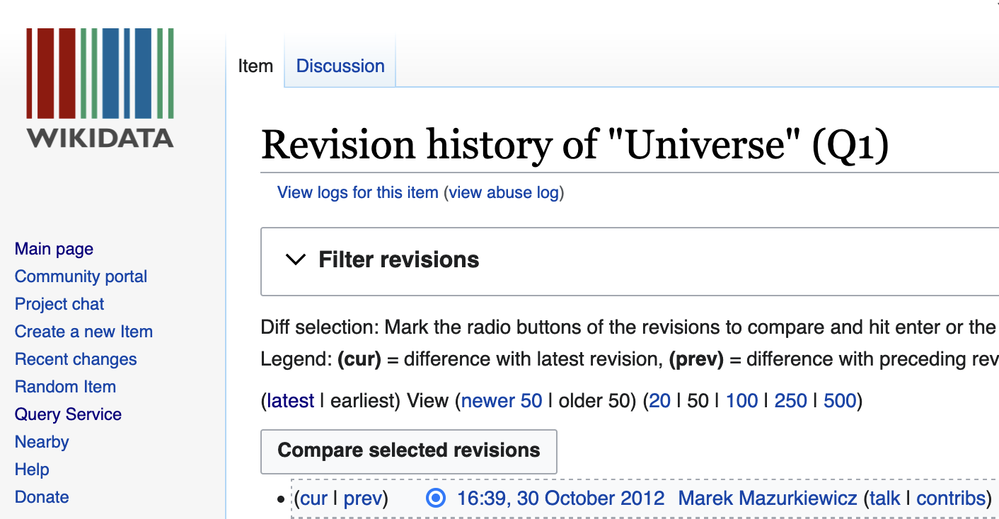 WIKIDATA
Main page
Community portal
Project chat
Create a new Item
Recent changes
Random Item
Query Service
Nearby
Help
Donate
Item
Discussion
Revision history of "Universe" (Q1)
View logs for this item (view abuse log)
Filter revisions
Diff selection: Mark the radio buttons of the revisions to compare and hit enter or the
Legend: (cur) = difference with latest revision, (prev) = difference with preceding rev
(latest | earliest) View (newer 50 | older 50) (20 | 50 | 100 | 250 | 500)
Compare selected revisions
• (cur | prev) 16:39, 30 October 2012 Marek Mazurkiewicz (talk | contribs)